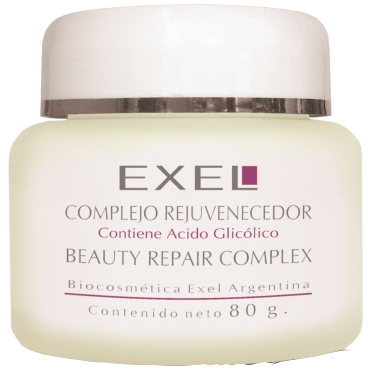 EXEL
COMPLEJO REJUVENECEDOR
Contiene Acido Glicólico
BEAUTY REPAIR COMPLEX
Biocosmética Exel Argentina
Contenido neto 80 g.